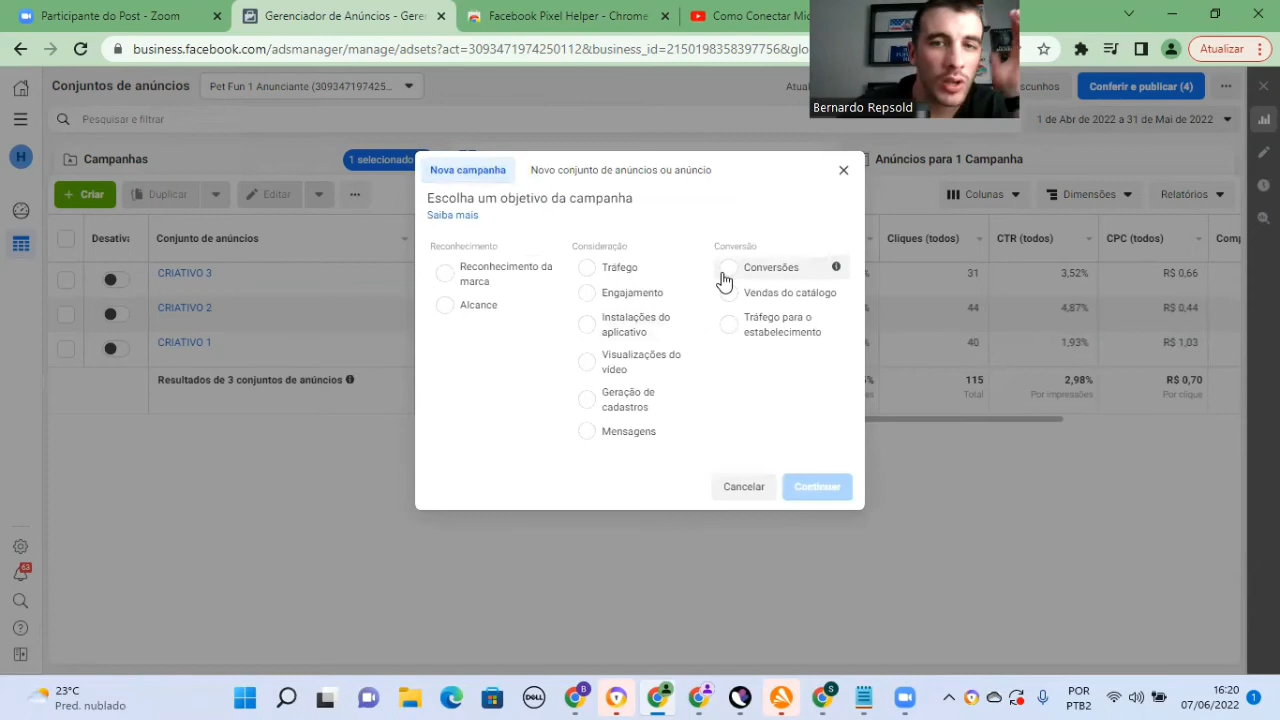 Participante do Post - Zoom
Gerenciador de Anúncios - Gere
Facebook Pixel Helper - Chrome
Como Conectar Mic
business.facebook.com/adsmanager/manage/adsets?act=3093471974250112&business_id=2150198358397756&glo
Atualizar
Conjuntos de anúncios
Pet Fun 1 Anunciante (309347197425...
Atua
scunhos
Conferir e publicar (4)
Bernardo Repsold
Pesquisar e filtrar
1 de Abr de 2022 a 31 de Mai de 2022
Campanhas
1 selecionado
Anúncios para 1 Campanha
Criar
Duplicar
Editar
Colunas
Dimensões
Relatórios
Desativ
Conjunto de anúncios
Cliques (todos)
CTR (todos)
CPC (todos)
Comp
CRIATIVO 3
31
3,52%
R$ 0,66
CRIATIVO 2
44
4,87%
R$ 0,44
CRIATIVO 1
40
1,93%
R$ 1,03
Resultados de 3 conjuntos de anúncios
115
2,98%
R$ 0,70
Total
Por impressões
Por clique
Nova campanha
Novo conjunto de anúncios ou anúncio
Escolha um objetivo da campanha
Saiba mais
Reconhecimento
Reconhecimento da
marca
Alcance
Consideração
Tráfego
Engajamento
Instalações do
aplicativo
Visualizações do
vídeo
Geração de
cadastros
Mensagens
Conversão
Conversões
Vendas do catálogo
Tráfego para o
estabelecimento
Cancelar
Continuar
H
63
23°C
Pred. nublado
DELL
POR
PTB2
16:20
07/06/2022
1